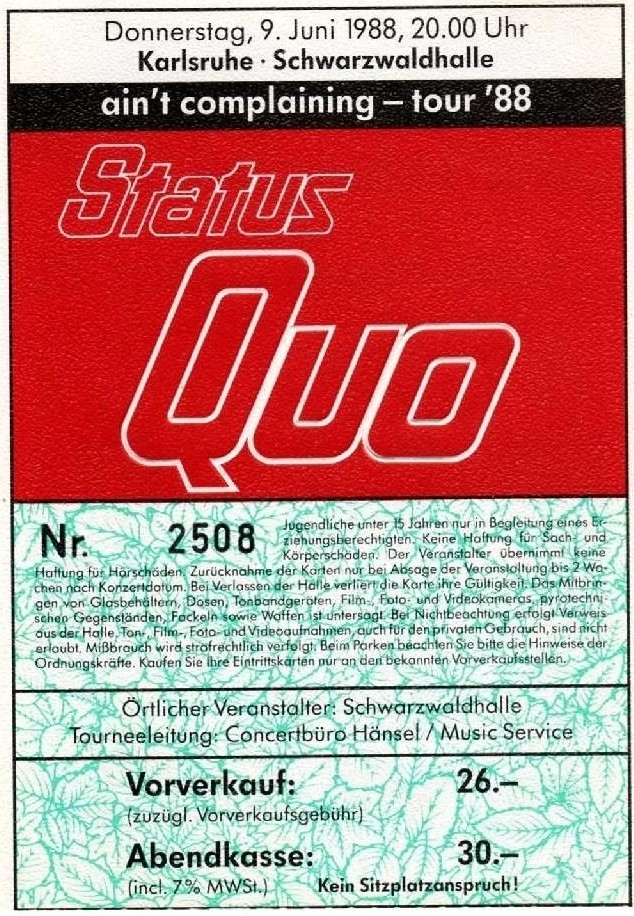 Donnerstag, 9. Juni 1988, 20.00 Uhr
Karlsruhe · Schwarzwaldhalle
ain't complaining – tour '88
Status
Quo
Nr. 2508
Jugendliche unter 15 Jahren nur in Begleitung eines Er-
ziehungsberechtigten. Keine Haftung für Sach- und
Körperschäden. Der Veranstalter übernimmt keine
Haftung für Hörschäden. Zurücknahme der Karten nur bei Absage der Veranstaltung bis 2 Wo-
chen nach Konzertdatum. Bei Verlassen der Halle verliert die Karte ihre Gültigkeit. Das Mitbrin-
gen von Glasbehältern, Dosen, Tonbandgeräten, Film-, Foto- und Videokameras, pyrotechni-
schen Gegenständen, Fackeln sowie Waffen ist untersagt. Bei Nichtbeachtung erfolgt Verweis
aus der Halle. Ton-, Film-, Foto- und Videoaufnahmen, auch für den privaten Gebrauch, sind nicht
erlaubt. Mißbrauch wird strafrechtlich verfolgt. Beim Parken beachten Sie bitte die Hinweise der
Ordnungskräfte. Kaufen Sie Ihre Eintrittskarten nur an den bekannten Vorverkaufsstellen.
Örtlicher Veranstalter: Schwarzwaldhalle
Tourneeleitung: Concertbüro Hänsel / Music Service
Vorverkauf: 26.–
(zuzügl. Vorverkaufsgebühr)
Abendkasse: 30.–
(incl. 7% MWSt.) Kein Sitzplatzanspruch!